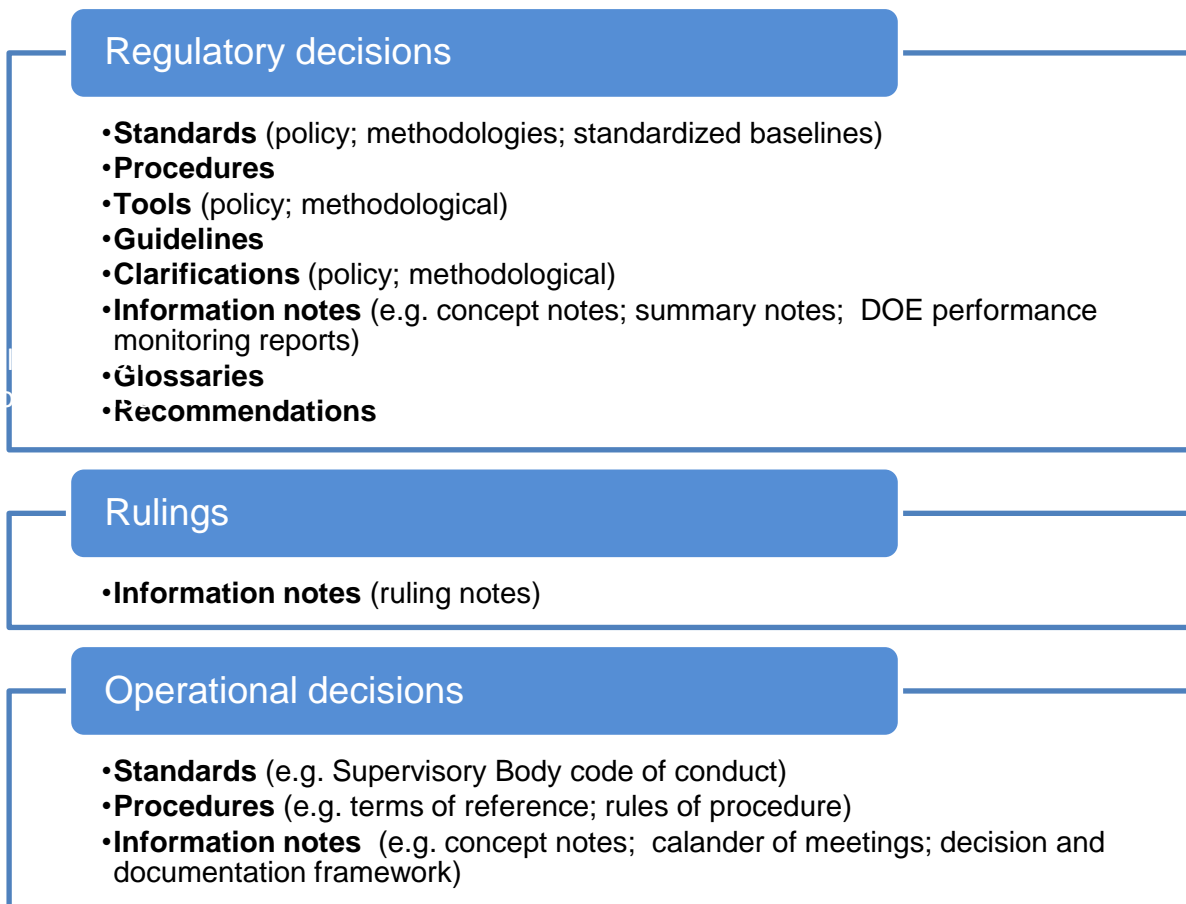 Regulatory decisions
•Standards (policy; methodologies; standardized baselines)
•Procedures
•Tools (policy; methodological)
•Guidelines
•Clarifications (policy; methodological)
•Information notes (e.g. concept notes; summary notes;  DOE performance
monitoring reports)
•Glossaries
•Recommendations
Rulings
•Information notes (ruling notes)
Operational decisions
•Standards (e.g. Supervisory Body code of conduct)
•Procedures (e.g. terms of reference; rules of procedure)
•Information notes  (e.g. concept notes;  calander of meetings; decision and
documentation framework)